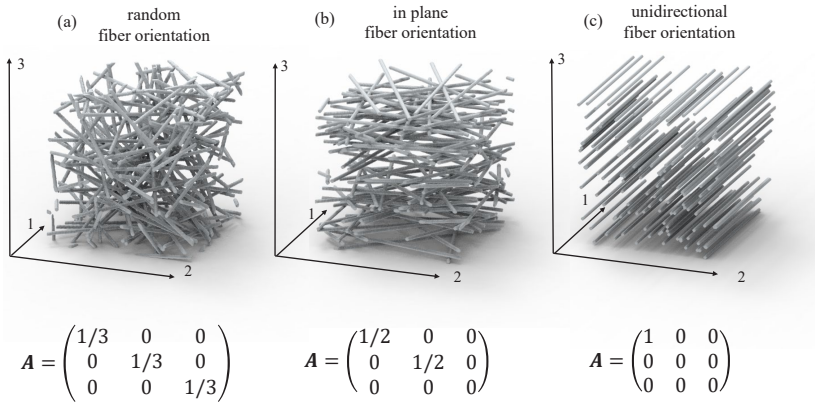 (a) random
fiber orientation
3
1
2
A = (1/3 0 0
0 1/3 0
0 0 1/3)
(b) in plane
fiber orientation
3
1
2
A = (1/2 0 0
0 1/2 0
0 0 0)
(c) unidirectional
fiber orientation
3
1
2
A = (1 0 0
0 0 0
0 0 0)